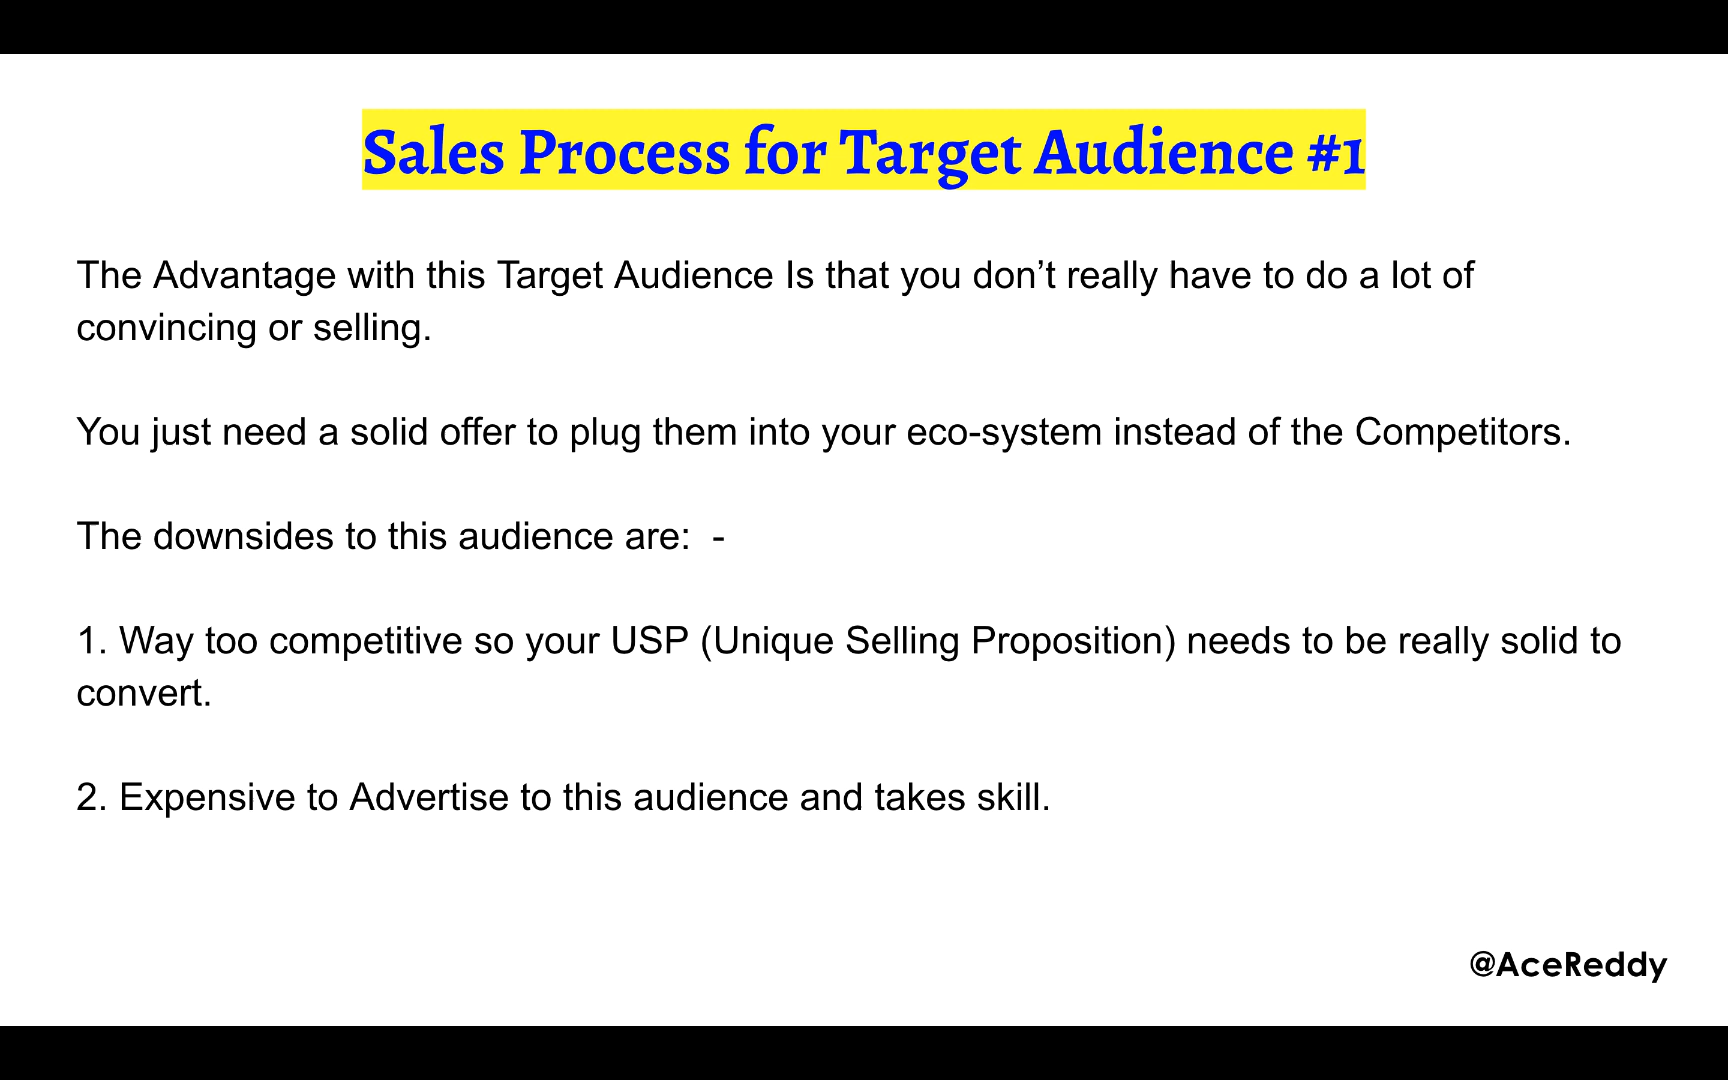 Sales Process for Target Audience #1
The Advantage with this Target Audience Is that you don’t really have to do a lot of
convincing or selling.
You just need a solid offer to plug them into your eco-system instead of the Competitors.
The downsides to this audience are:  -
1. Way too competitive so your USP (Unique Selling Proposition) needs to be really solid to
convert.
2. Expensive to Advertise to this audience and takes skill.
@AceReddy